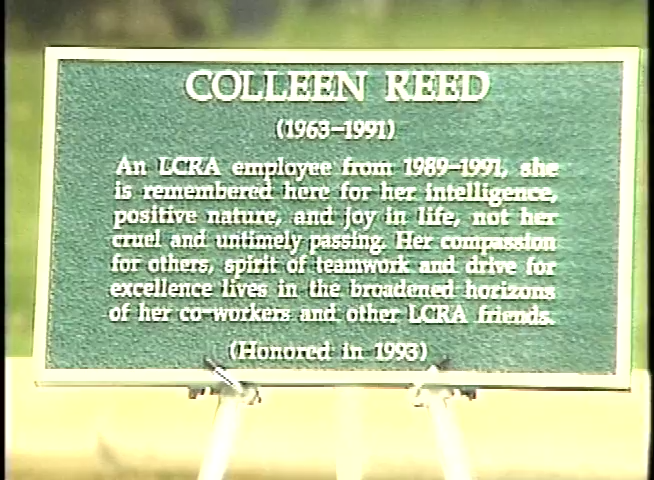 COLLEEN REED
(1963–1991)
An LCRA employee from 1989–1991, she
is remembered here for her intelligence,
positive nature, and joy in life, not her
cruel and untimely passing. Her compassion
for others, spirit of teamwork and drive for
excellence lives in the broadened horizons
of her co-workers and other LCRA friends.
(Honored in 1993)